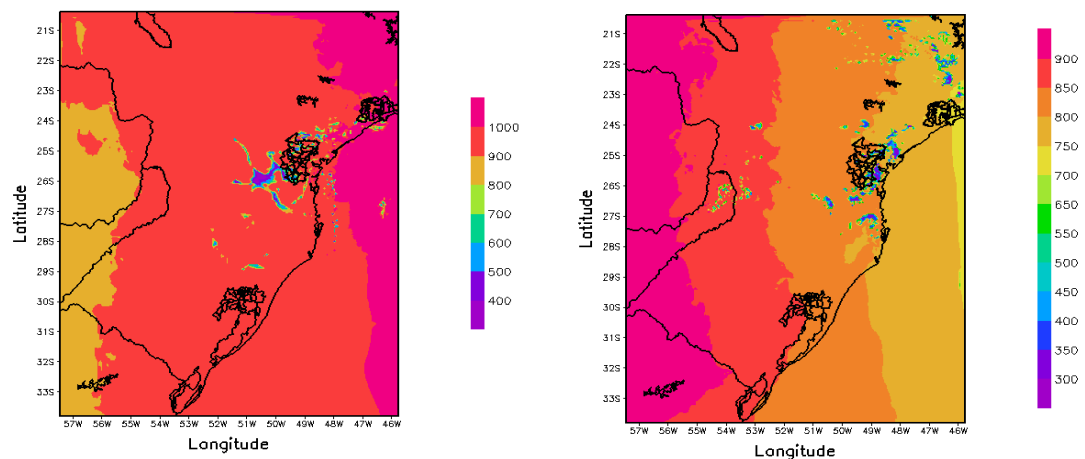 21S
22S
23S
24S
25S
26S
27S
28S
29S
30S
31S
32S
33S
Latitude
57W 56W 55W 54W 53W 52W 51W 50W 49W 48W 47W 46W
Longitude
1000
900
800
700
600
500
400
21S
22S
23S
24S
25S
26S
27S
28S
29S
30S
31S
32S
33S
Latitude
57W 56W 55W 54W 53W 52W 51W 50W 49W 48W 47W 46W
Longitude
900
850
800
750
700
650
600
550
500
450
400
350
300